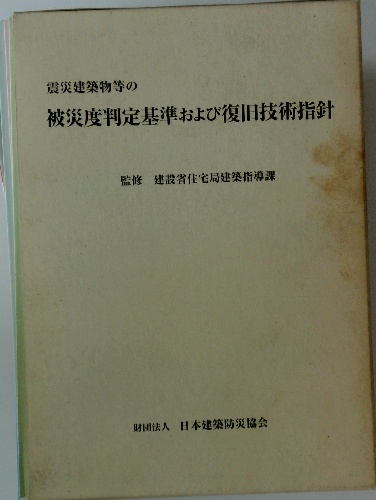 震災建築物等の
被災度判定基準および復旧技術指針
監修　建設省住宅局建築指導課
財団法人　日本建築防災協会